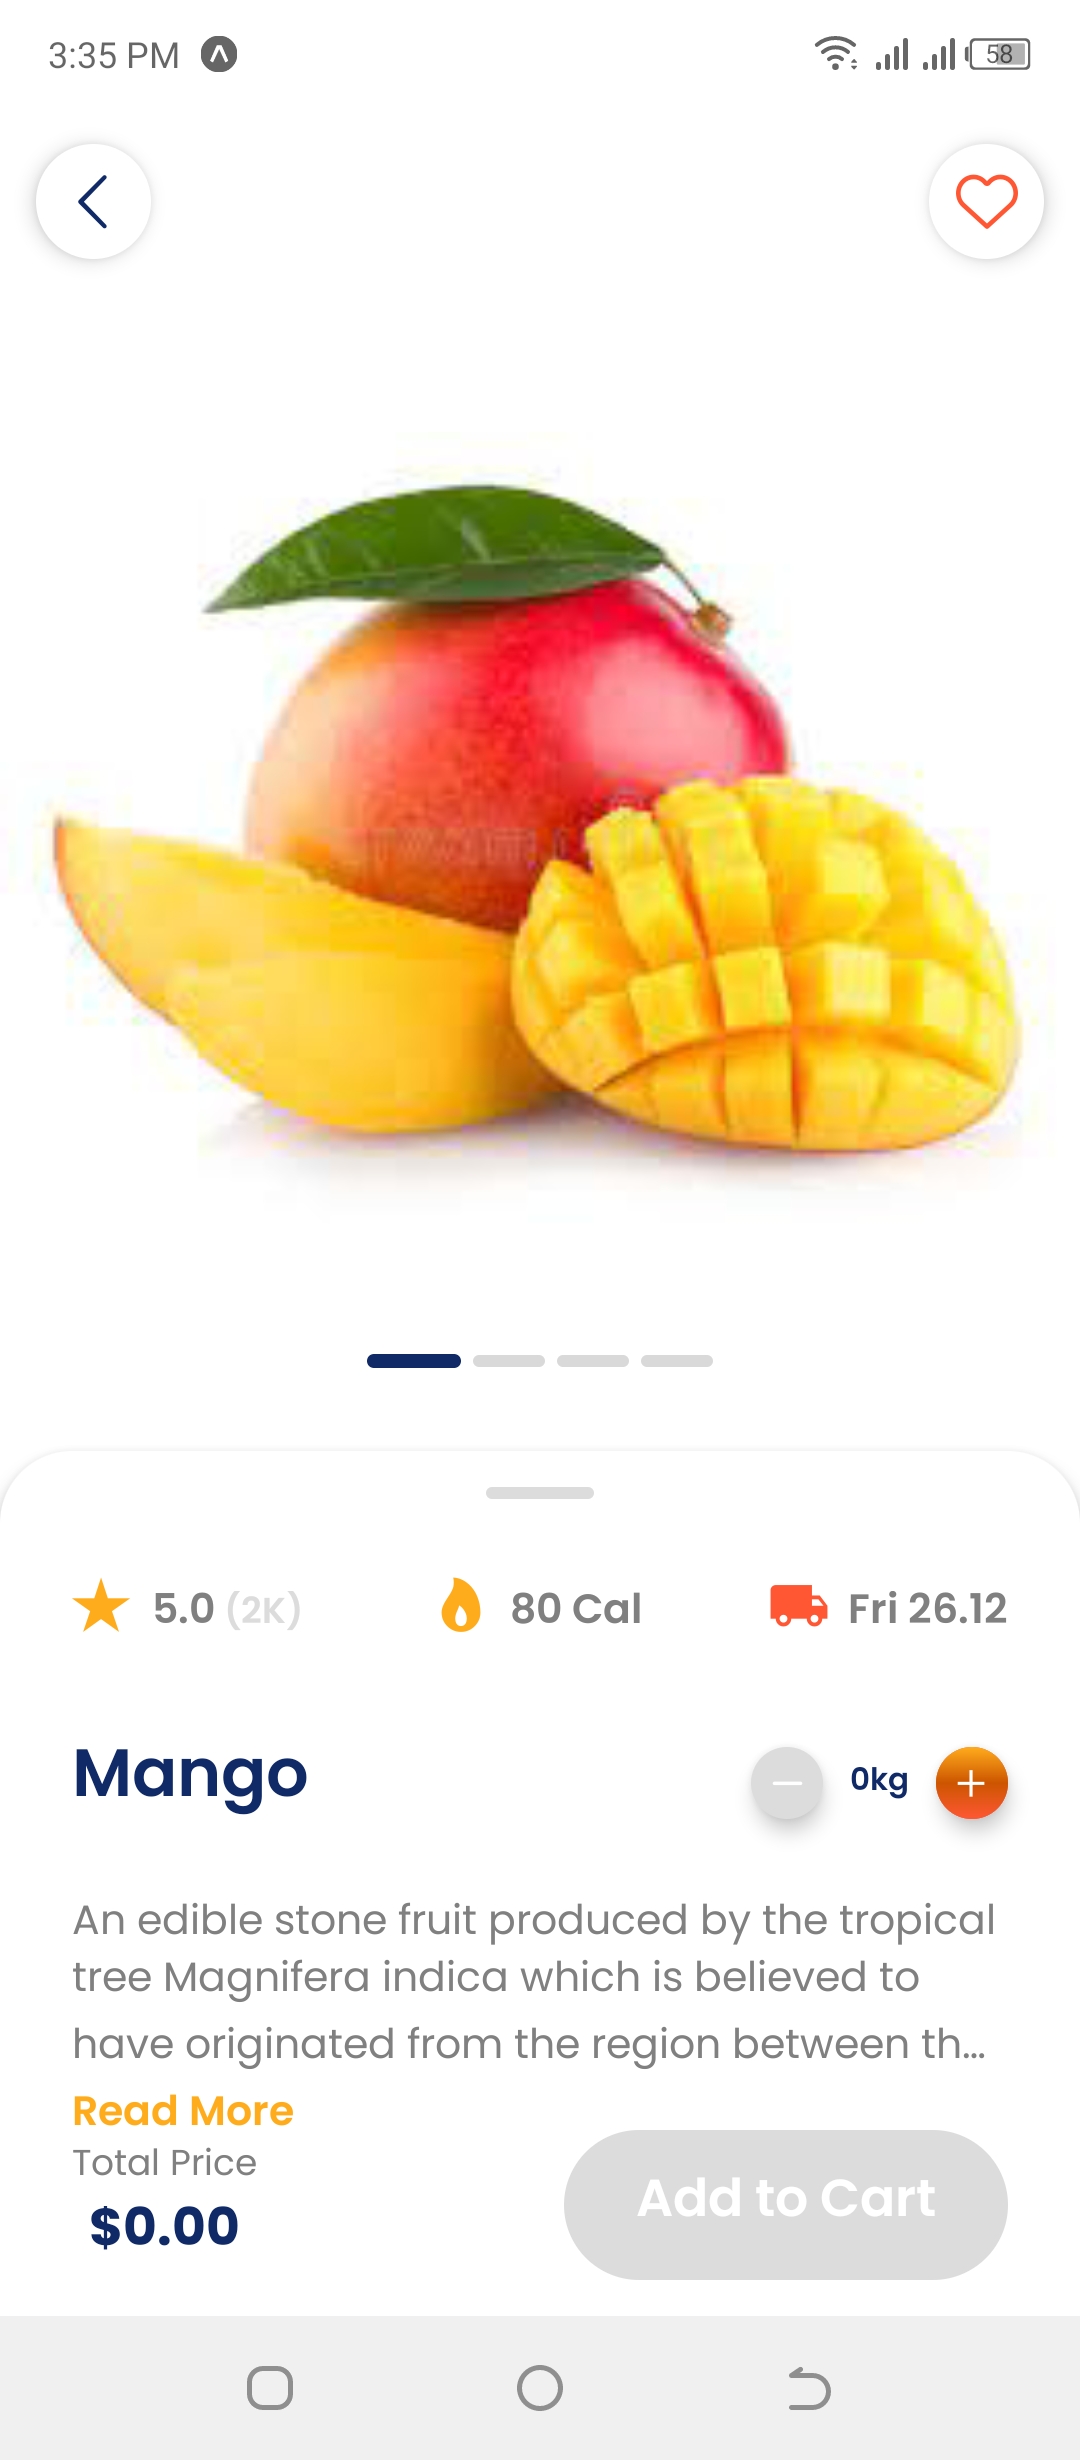 3:35 PM
58
5.0 (2K)
80 Cal
Fri 26.12
Mango
0kg
An edible stone fruit produced by the tropical
tree Magnifera indica which is believed to
have originated from the region between th...
Read More
Total Price
$0.00
Add to Cart